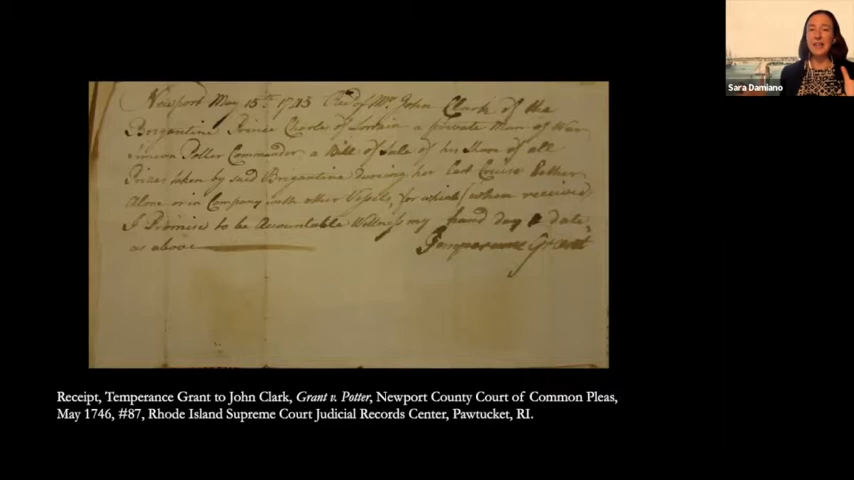 Newport May 15th 1745 Rec'd of Mr. John Clark of the
Brigantine Prince Charles of Lorrain a private Man of War
Simeon Potter Commander, a Bill of Sale of his Share of all
Prizes taken by said Brigantine During her last Cruise Either
Alone or in Company with other Vessels, for which (when received
I Promise to be Accountable Wittness my hand day & date
as above
Temperance Grant
Receipt, Temperance Grant to John Clark, Grant v. Potter, Newport County Court of Common Pleas,
May 1746, #87, Rhode Island Supreme Court Judicial Records Center, Pawtucket, RI.
Sara Damiano